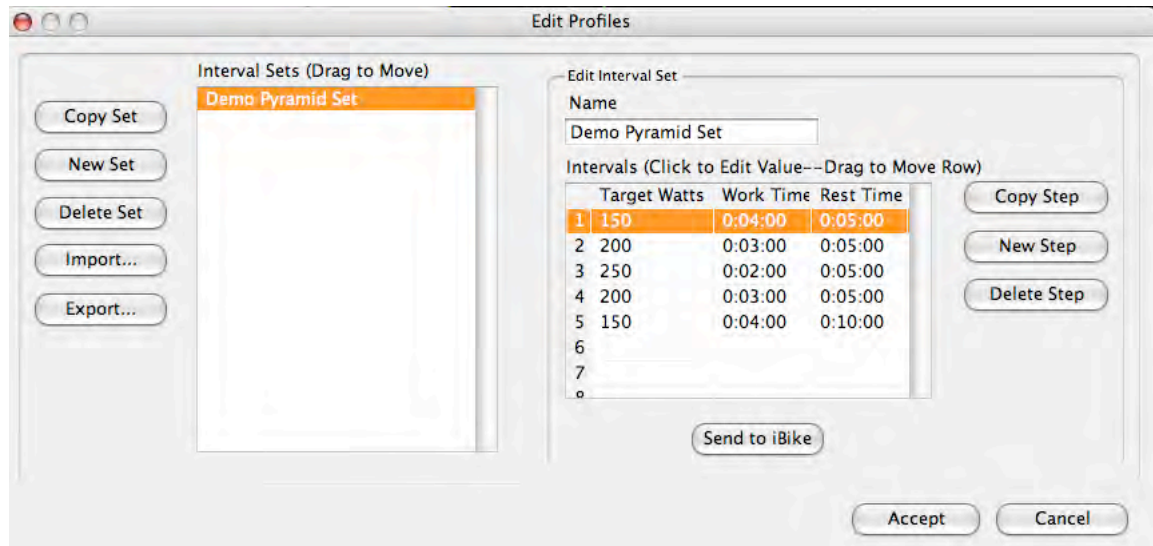 Edit Profiles
Interval Sets (Drag to Move)
Demo Pyramid Set
Copy Set
New Set
Delete Set
Import...
Export...
Edit Interval Set
Name
Demo Pyramid Set
Intervals (Click to Edit Value---Drag to Move Row)
Target Watts Work Time Rest Time
1 150 0:04:00 0:05:00
2 200 0:03:00 0:05:00
3 250 0:02:00 0:05:00
4 200 0:03:00 0:05:00
5 150 0:04:00 0:10:00
6
7
Copy Step
New Step
Delete Step
Send to iBike
Accept
Cancel